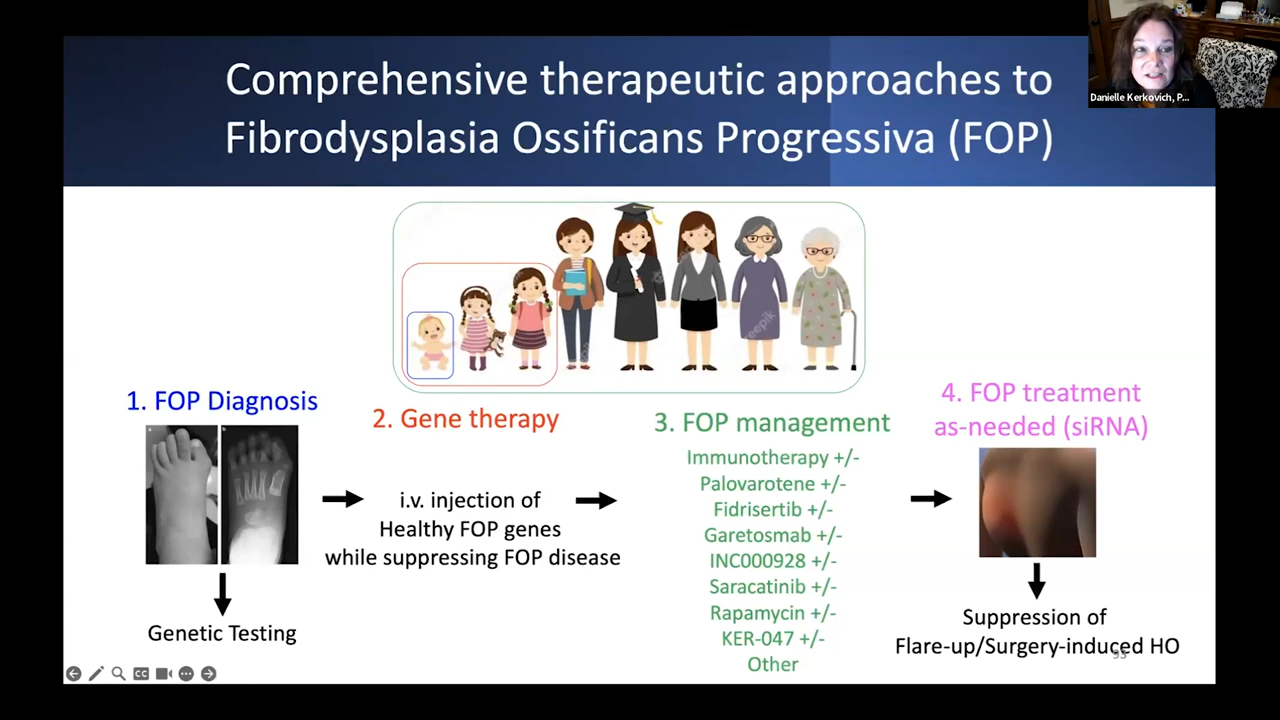 Comprehensive therapeutic approaches to
Fibrodysplasia Ossificans Progressiva (FOP)
Danielle Kerkovich, P...
1. FOP Diagnosis
a
Genetic Testing
2. Gene therapy
i.v. injection of
Healthy FOP genes
while suppressing FOP disease
3. FOP management
Immunotherapy +/-
Palovarotene +/-
Fidrisertib +/-
Garetosmab +/-
INC000928 +/-
Saracatinib +/-
Rapamycin +/-
KER-047 +/-
Other
4. FOP treatment
as-needed (siRNA)
Suppression of
Flare-up/Surgery-induced HO
CC